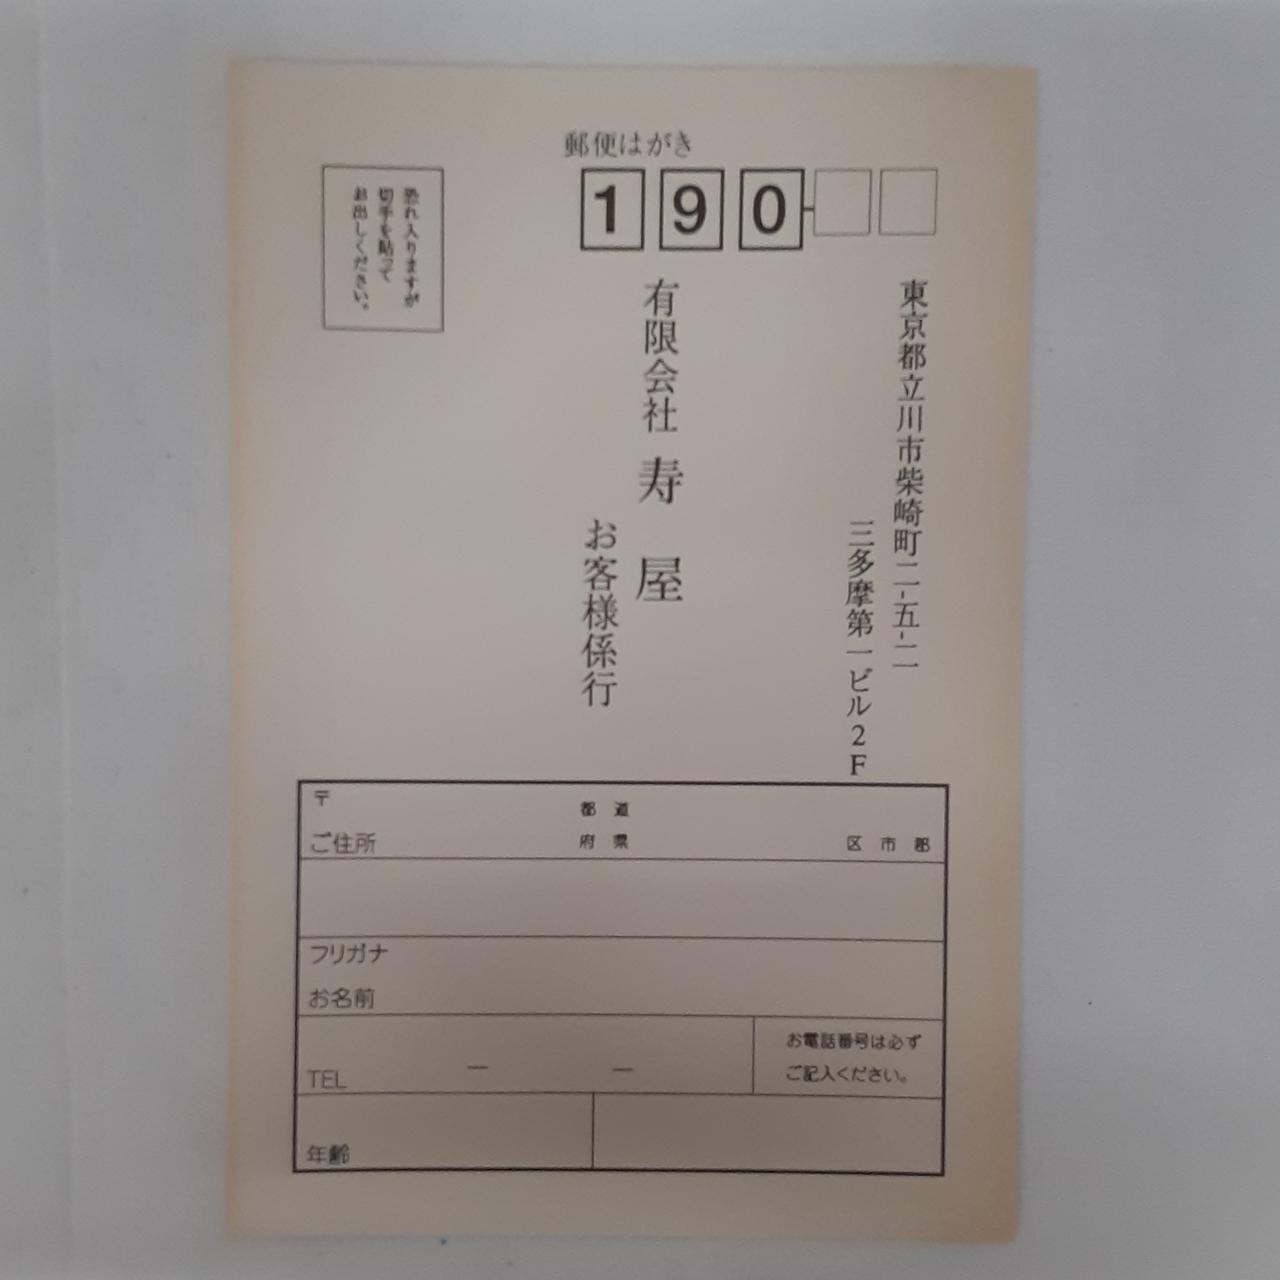 郵便はがき
190-
恐れ入りますが
切手を貼って
お出しください。
東京都立川市柴崎町二-五-二
三多摩第一ビル2F
有限会社 寿屋
お客様係行
〒
都道
府県
ご住所
区市郡
フリガナ
お名前
TEL — —
お電話番号は必ず
ご記入ください。
年齢